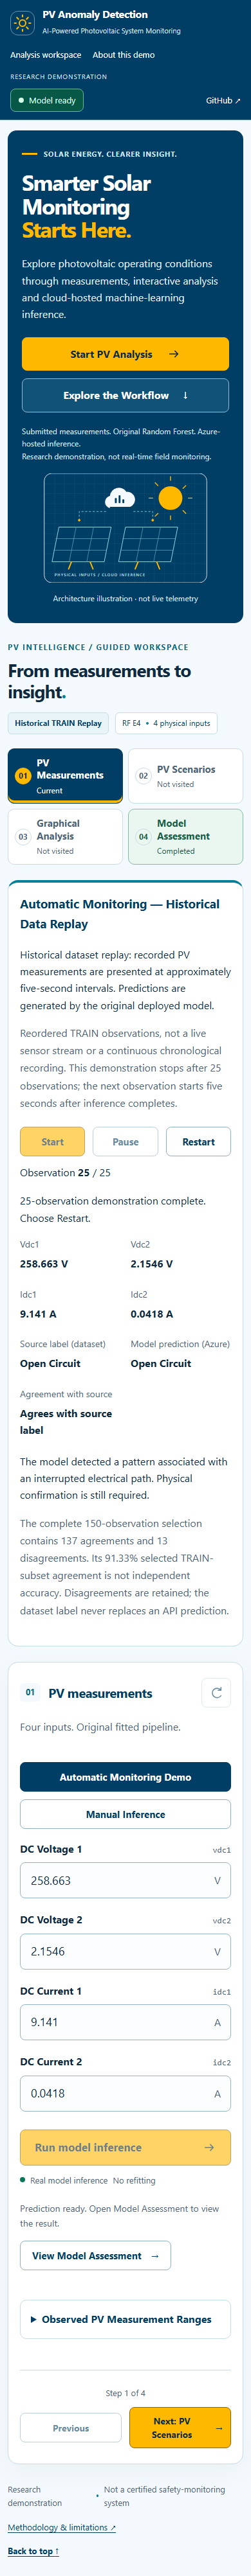 PV Anomaly Detection
AI-Powered Photovoltaic System Monitoring
Analysis workspace About this demo
RESEARCH DEMONSTRATION
Model ready
GitHub ↗
SOLAR ENERGY. CLEARER INSIGHT.
Smarter Solar
Monitoring
Starts Here.
Explore photovoltaic operating conditions
through measurements, interactive analysis
and cloud-hosted machine-learning
inference.
Start PV Analysis →
Explore the Workflow ↓
Submitted measurements. Original Random Forest. Azure-
hosted inference.
Research demonstration, not real-time field monitoring.
PHYSICAL INPUTS / CLOUD INFERENCE
Architecture illustration · not live telemetry
PV INTELLIGENCE / GUIDED WORKSPACE
From measurements to
insight.
Historical TRAIN Replay
RF E4 • 4 physical inputs
01 PV
Measurements
Current
02 PV Scenarios
Not visited
03 Graphical
Analysis
Not visited
04 Model
Assessment
Completed
Automatic Monitoring — Historical
Data Replay
Historical dataset replay: recorded PV
measurements are presented at approximately
five-second intervals. Predictions are
generated by the original deployed model.
Reordered TRAIN observations, not a live
sensor stream or a continuous chronological
recording. This demonstration stops after 25
observations; the next observation starts five
seconds after inference completes.
Start Pause Restart
Observation 25 / 25
25-observation demonstration complete.
Choose Restart.
Vdc1 Vdc2
258.663 V 2.1546 V
Idc1 Idc2
9.141 A 0.0418 A
Source label (dataset) Model prediction (Azure)
Open Circuit Open Circuit
Agreement with source
Agrees with source
label
The model detected a pattern associated with
an interrupted electrical path. Physical
confirmation is still required.
The complete 150-observation selection
contains 137 agreements and 13
disagreements. Its 91.33% selected TRAIN-
subset agreement is not independent
accuracy. Disagreements are retained; the
dataset label never replaces an API prediction.
01 PV measurements
Four inputs. Original fitted pipeline.
Automatic Monitoring Demo
Manual Inference
DC Voltage 1 vdc1
258.663 V
DC Voltage 2 vdc2
2.1546 V
DC Current 1 idc1
9.141 A
DC Current 2 idc2
0.0418 A
Run model inference →
Real model inference No refitting
Prediction ready. Open Model Assessment to view
the result.
View Model Assessment →
▶ Observed PV Measurement Ranges
Step 1 of 4
Previous
Next: PV
Scenarios →
Research
demonstration
• Not a certified safety-monitoring
system
Methodology & limitations ↗
Back to top ↑